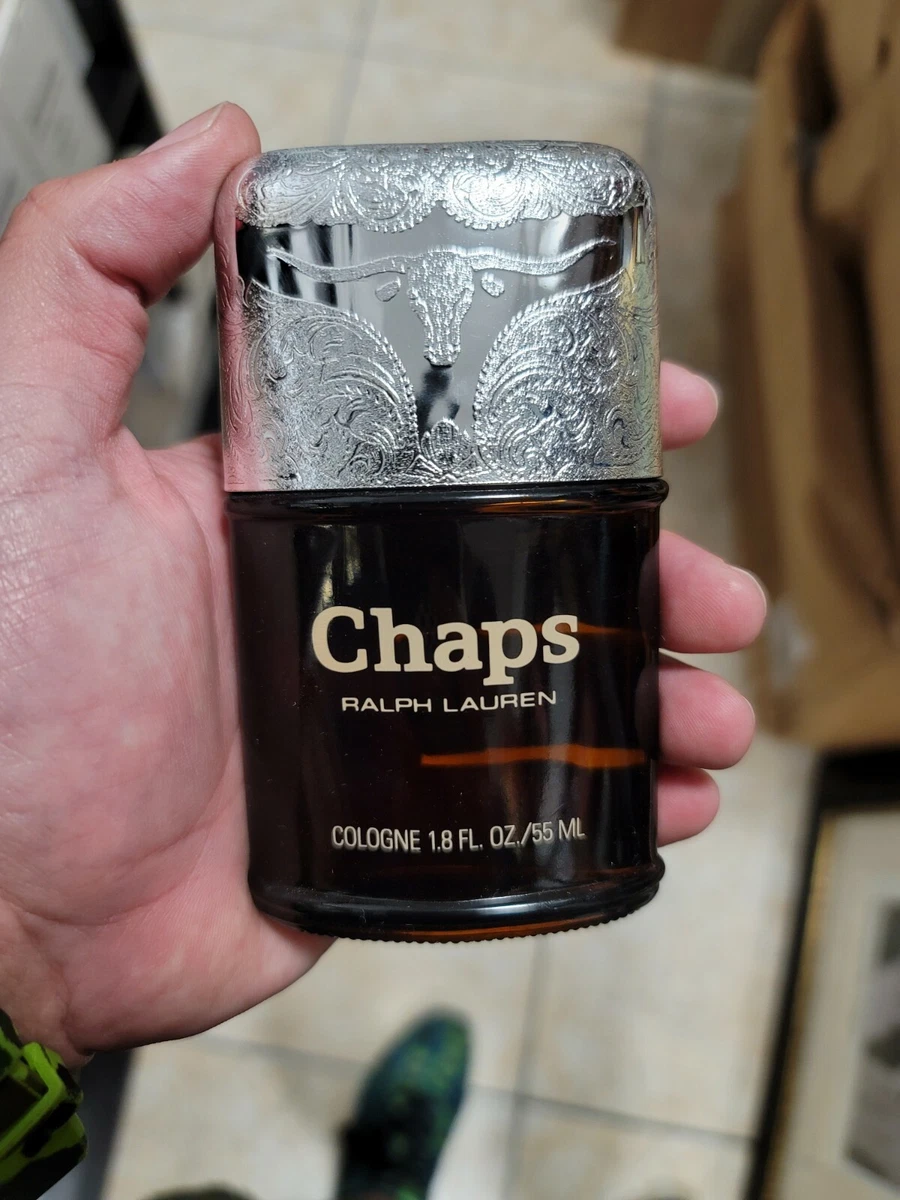 Chaps
RALPH LAUREN
COLOGNE 1.8 FL. OZ./55 ML